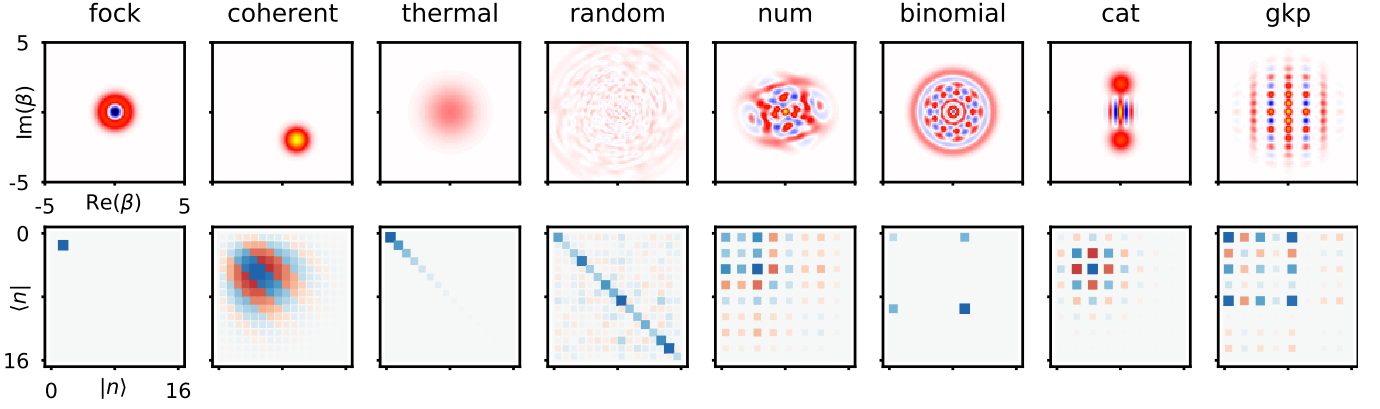 fock coherent thermal random num binomial cat gkp
5
Im(β)
-5
-5 Re(β) 5
0
⟨n|
16
0 |n⟩ 16